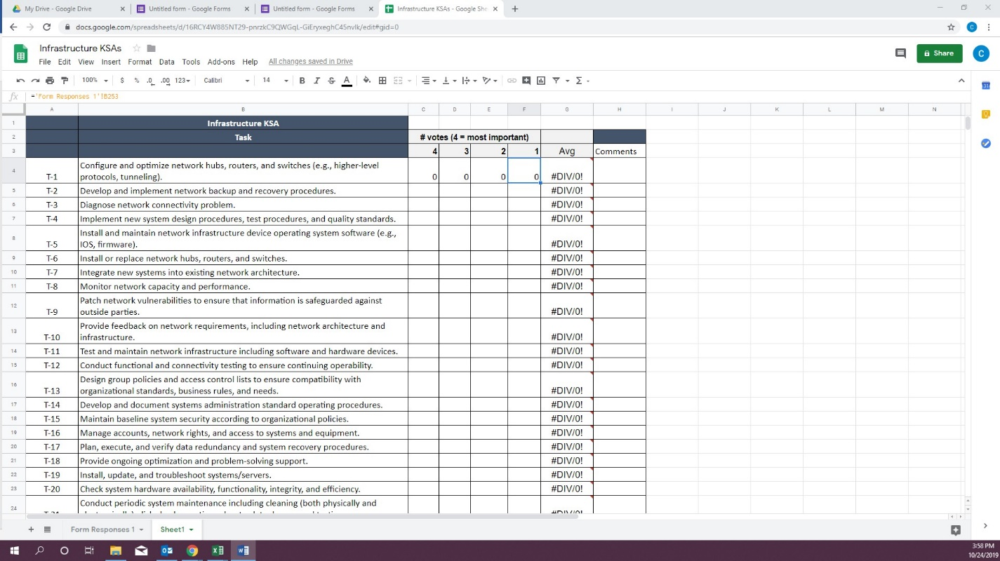 My Drive - Google Drive
Untitled form - Google Forms
Untitled form - Google Forms
Infrastructure KSAs - Google She
docs.google.com/spreadsheets/d/16RCY4W885NT29-pnrzkC9QWGqL-GiEryxeghC45nvlk/edit#gid=0
C
Infrastructure KSAs
File Edit View Insert Format Data Tools Add-ons Help All changes saved in Drive
Share
C
100% $ % .0 .00 123 Calibri 14 B I S A
fx ='Form Responses 1'!B253
31
A B C D E F G H I J K L M N
1 Infrastructure KSA
2 Task # votes (4 = most important)
3 4 3 2 1 Avg Comments
4 T-1 Configure and optimize network hubs, routers, and switches (e.g., higher-level
protocols, tunneling). 0 0 0 0 #DIV/0!
5 T-2 Develop and implement network backup and recovery procedures. #DIV/0!
6 T-3 Diagnose network connectivity problem. #DIV/0!
7 T-4 Implement new system design procedures, test procedures, and quality standards. #DIV/0!
8 T-5 Install and maintain network infrastructure device operating system software (e.g.,
IOS, firmware). #DIV/0!
9 T-6 Install or replace network hubs, routers, and switches. #DIV/0!
10 T-7 Integrate new systems into existing network architecture. #DIV/0!
11 T-8 Monitor network capacity and performance. #DIV/0!
12 T-9 Patch network vulnerabilities to ensure that information is safeguarded against
outside parties. #DIV/0!
13 T-10 Provide feedback on network requirements, including network architecture and
infrastructure. #DIV/0!
14 T-11 Test and maintain network infrastructure including software and hardware devices. #DIV/0!
15 T-12 Conduct functional and connectivity testing to ensure continuing operability. #DIV/0!
16 T-13 Design group policies and access control lists to ensure compatibility with
organizational standards, business rules, and needs. #DIV/0!
17 T-14 Develop and document systems administration standard operating procedures. #DIV/0!
18 T-15 Maintain baseline system security according to organizational policies. #DIV/0!
19 T-16 Manage accounts, network rights, and access to systems and equipment. #DIV/0!
20 T-17 Plan, execute, and verify data redundancy and system recovery procedures. #DIV/0!
21 T-18 Provide ongoing optimization and problem-solving support. #DIV/0!
22 T-19 Install, update, and troubleshoot systems/servers. #DIV/0!
23 T-20 Check system hardware availability, functionality, integrity, and efficiency. #DIV/0!
24 Conduct periodic system maintenance including cleaning (both physically and
Form Responses 1 Sheet1
3:58 PM
10/24/2019